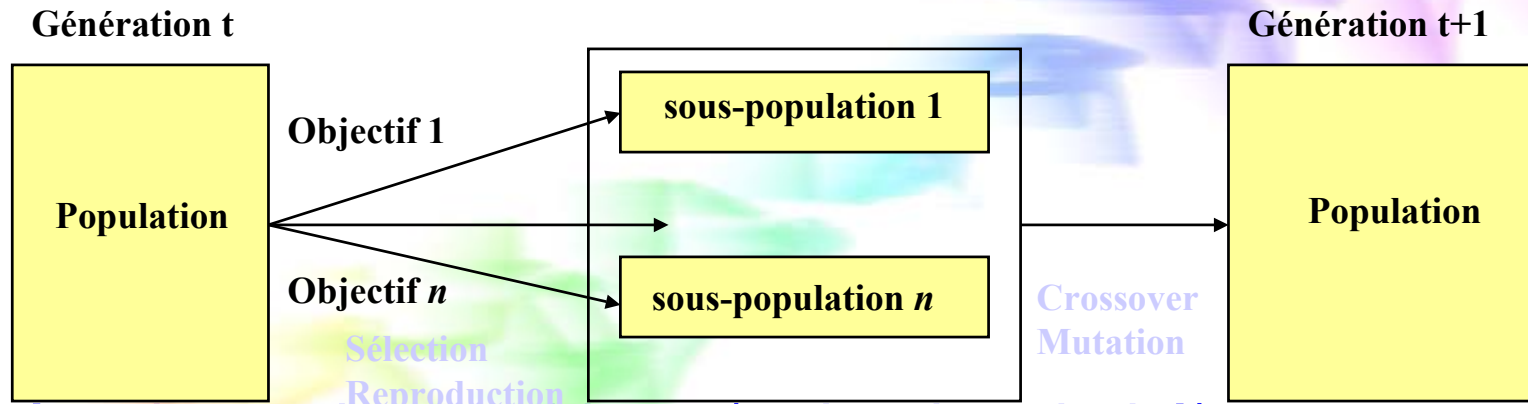 Génération t
Génération t+1
Objectif 1
sous-population 1
Population
Population
Objectif n
sous-population n
Crossover
Mutation
Sélection
Reproduction